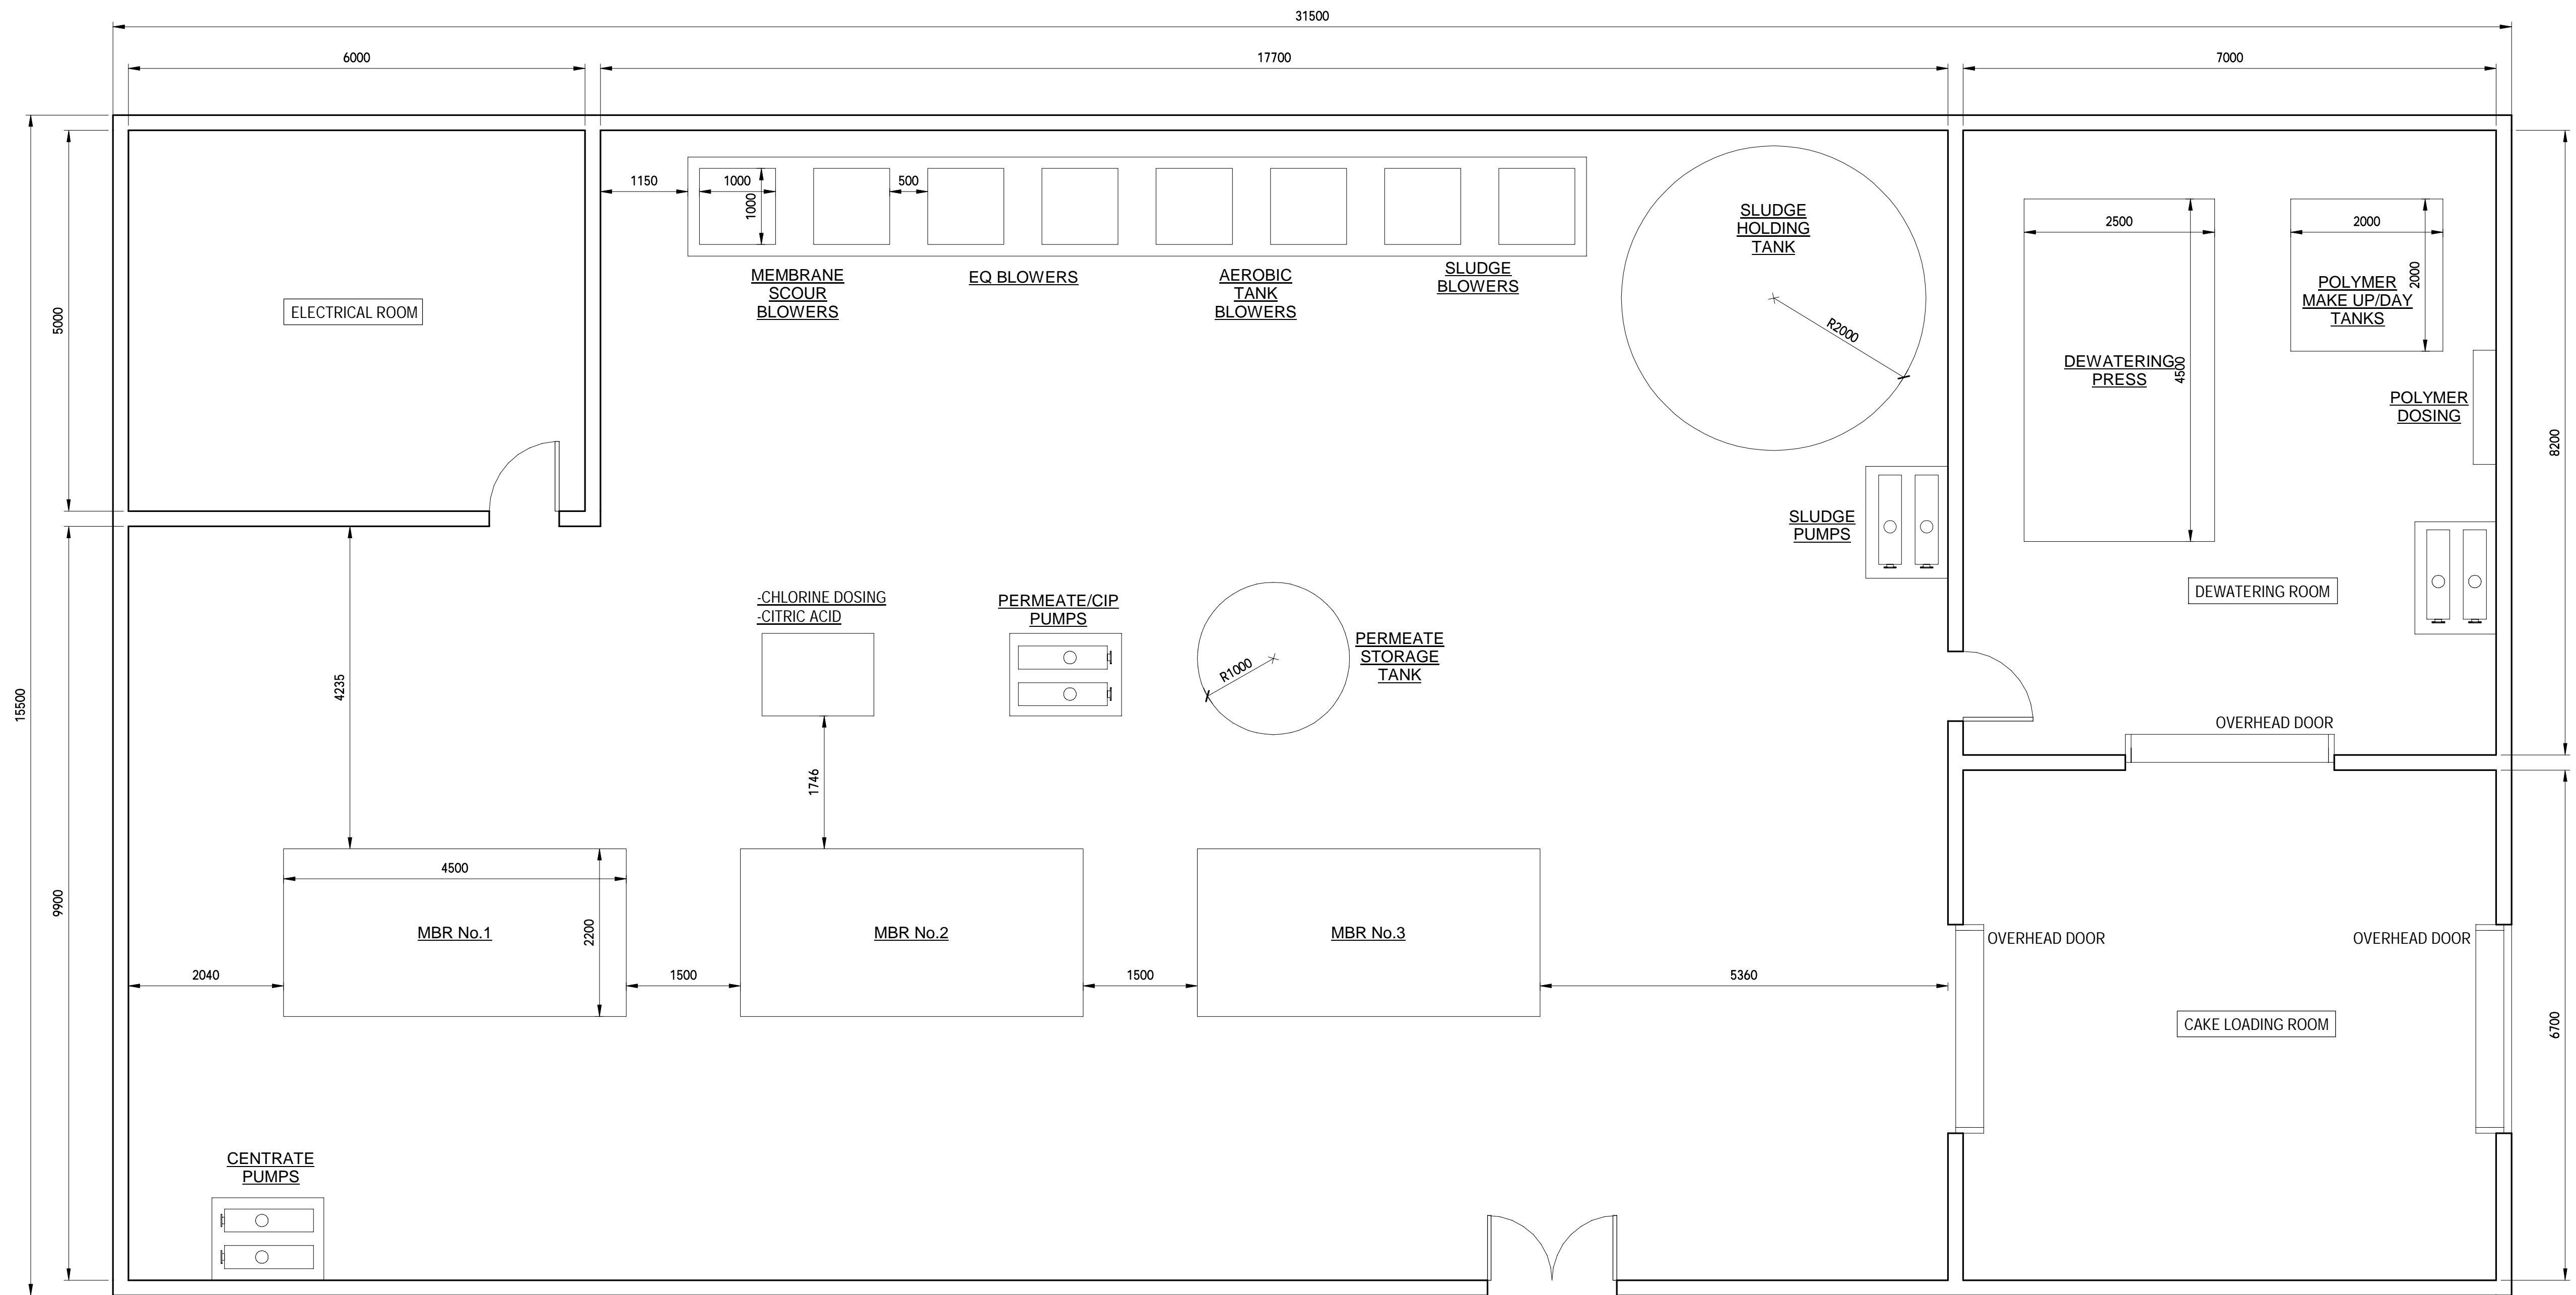 31500
6000
17700
7000
1150
1000
1000
500
SLUDGE
HOLDING
TANK
R2000
2500
4500
2000
2000
MEMBRANE
SCOUR
BLOWERS
EQ BLOWERS
AEROBIC
TANK
BLOWERS
SLUDGE
BLOWERS
POLYMER
MAKE UP/DAY
TANKS
ELECTRICAL ROOM
5000
DEWATERING
PRESS
POLYMER
DOSING
8200
SLUDGE
PUMPS
DEWATERING ROOM
-CHLORINE DOSING
-CITRIC ACID
PERMEATE/CIP
PUMPS
R1000
PERMEATE
STORAGE
TANK
15500
4235
1746
OVERHEAD DOOR
9900
4500
2200
MBR No.1
MBR No.2
MBR No.3
OVERHEAD DOOR
OVERHEAD DOOR
2040
1500
1500
5360
CAKE LOADING ROOM
6700
CENTRATE
PUMPS